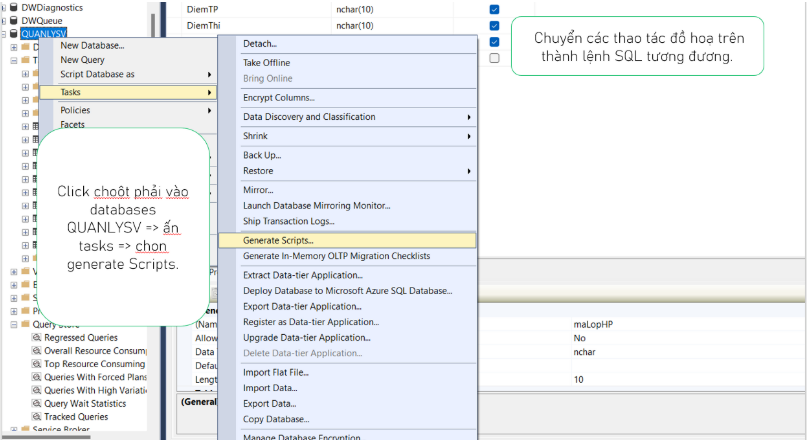 DWDiagnostics
DWQueue
QUANLYSV
DiemTP nchar(10)
DiemThi nchar(10)
Chuyển các thao tác đồ hoạ trên
thành lệnh SQL tương đương.
New Database...
New Query
Script Database as
Tasks
Policies
Facets
Detach...
Take Offline
Bring Online
Encrypt Columns...
Data Discovery and Classification
Shrink
Back Up...
Restore
Mirror...
Launch Database Mirroring Monitor...
Ship Transaction Logs...
Generate Scripts...
Generate In-Memory OLTP Migration Checklists
Extract Data-tier Application...
Deploy Database to Microsoft Azure SQL Database...
Export Data-tier Application...
Register as Data-tier Application...
Upgrade Data-tier Application...
Delete Data-tier Application...
Import Flat File...
Import Data...
Export Data...
Copy Database...
Manage Database Encryption
Click choột phải vào
databases
QUANLYSV => ấn
tasks => chọn
generate Scripts.
Query Store
Regressed Queries
Overall Resource Consump
Top Resource Consuming
Queries With Forced Plans
Queries With High Variatio
Query Wait Statistics
Tracked Queries
Service Broker
(Nam maLopHP
Allow No
Data nchar
Defau
Lengt 10
(General)